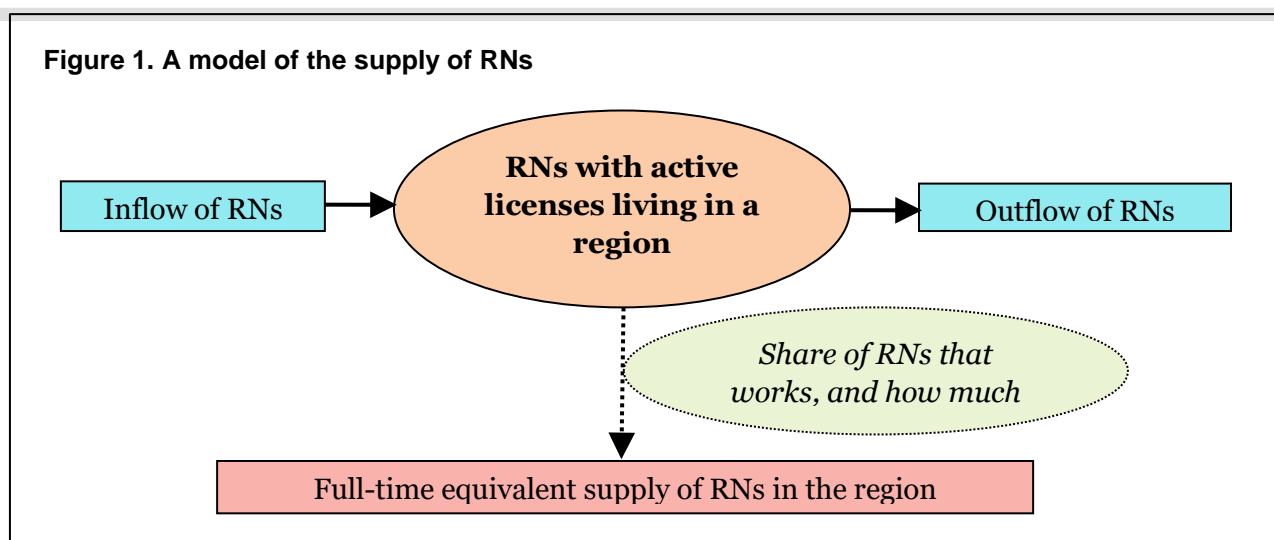 Figure 1. A model of the supply of RNs
RNs with active
licenses living in a
region
Inflow of RNs
Outflow of RNs
Share of RNs that
works, and how much
Full-time equivalent supply of RNs in the region